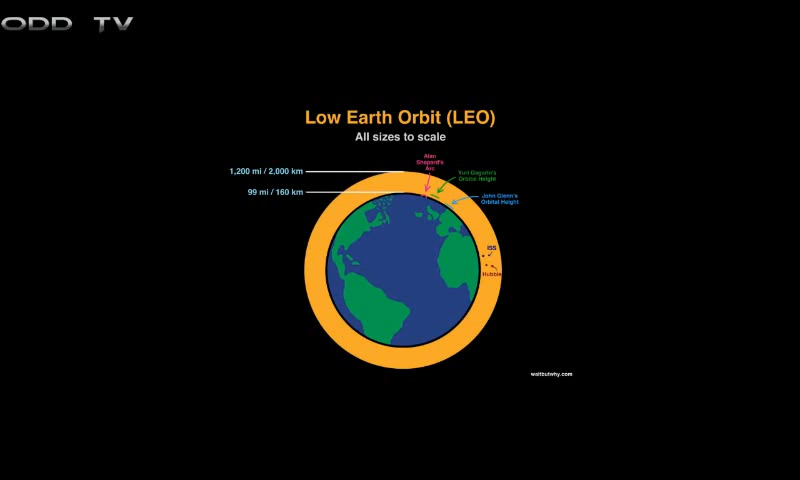 ODD TV
Low Earth Orbit (LEO)
All sizes to scale
Alan
Shepard's
Arc
1,200 mi / 2,000 km
Yuri Gagarin's
Orbital Height
99 mi / 160 km
John Glenn's
Orbital Height
ISS
Hubble
waitbutwhy.com